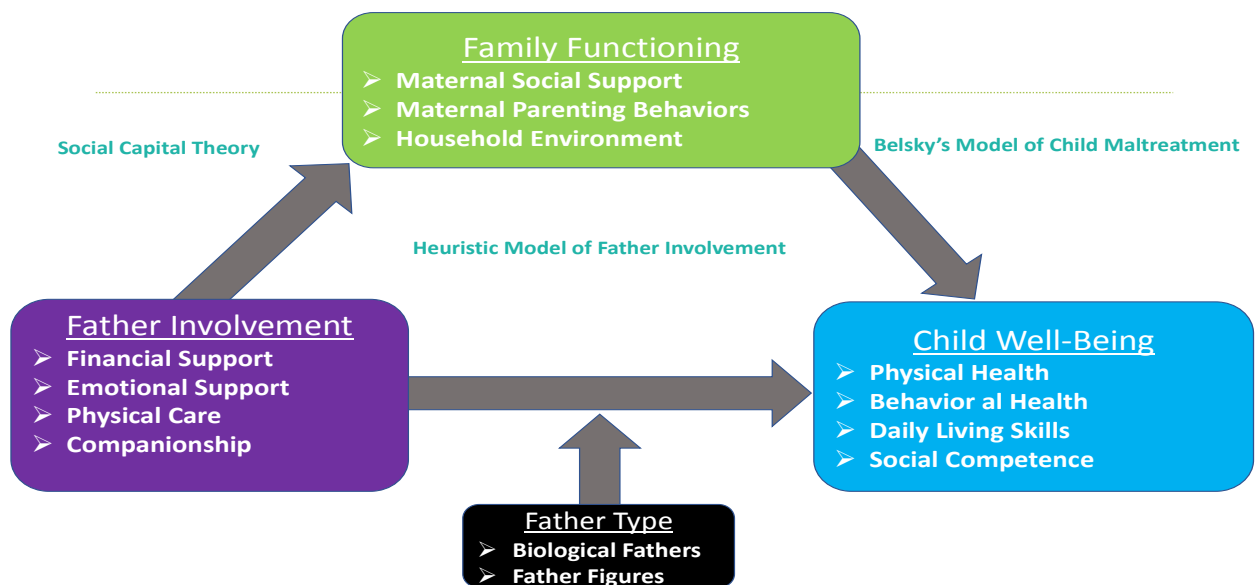 Family Functioning
➢ Maternal Social Support
➢ Maternal Parenting Behaviors
➢ Household Environment
Social Capital Theory
Belsky's Model of Child Maltreatment
Heuristic Model of Father Involvement
Father Involvement
➢ Financial Support
➢ Emotional Support
➢ Physical Care
➢ Companionship
Child Well-Being
➢ Physical Health
➢ Behavior al Health
➢ Daily Living Skills
➢ Social Competence
Father Type
➢ Biological Fathers
➢ Father Figures